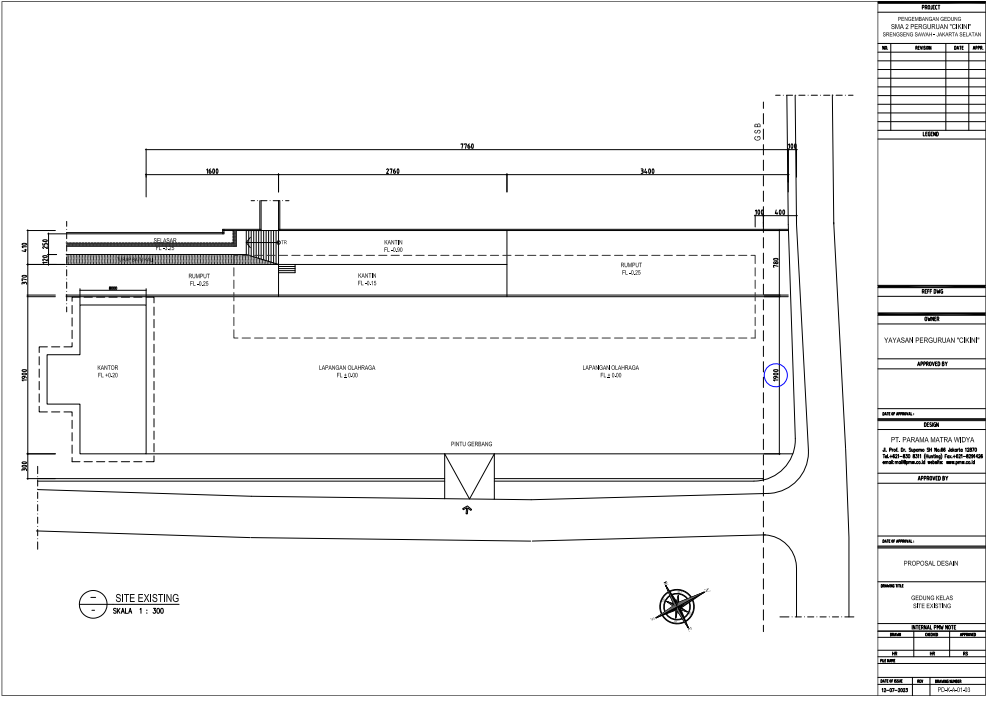 7760
100
1600
2760
3400
G S B
100
400
410
250
120
370
1900
300
SELASAR
FL -0.25
TR
KANTIN
FL -0.90
RUMPUT
FL -0.25
KANTIN
FL -0.15
RUMPUT
FL -0.25
780
KANTOR
FL +0.20
LAPANGAN OLAHRAGA
FL ± 0.00
LAPANGAN OLAHRAGA
FL ± 0.00
1900
PINTU GERBANG
SITE EXISTING
SKALA 1 : 300
PROJECT
PENGEMBANGAN GEDUNG
SMA 2 PERGURUAN "CIKINI"
SRENGSENG SAWAH - JAKARTA SELATAN
NO. REVISION DATE APPR.
LEGEND
REFF DWG
OWNER
YAYASAN PERGURUAN "CIKINI"
APPROVED BY
DATE OF APPROVAL :
DESIGN
PT. PARAMA MATRA WIDYA
J. Prof. Dr. Supomo SH No.86 Jakarta 12870
Tel.+621-830 8311 (Hunting) Fax.+621-8291426
email:mail@pmw.co.id website: www.pmw.co.id
APPROVED BY
DATE OF APPROVAL :
PROPOSAL DESAIN
DRAWING TITLE
GEDUNG KELAS
SITE EXISTING
INTERNAL PMW NOTE
DRAWN CHECKED APPROVED
HR HR RS
FILE NAME
DATE OF ISSUE REV DRAWING NUMBER
12-07-2023 PD-K-A-01-03